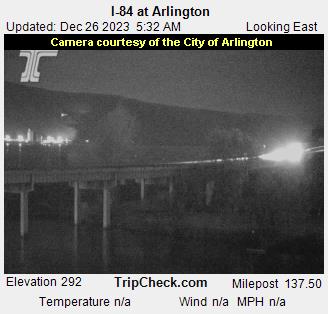 I-84 at Arlington
Updated: Dec 26 2023 5:32 AM Looking East
Camera courtesy of the City of Arlington
Elevation 292 TripCheck.com Milepost 137.50
Temperature n/a Wind n/a MPH n/a